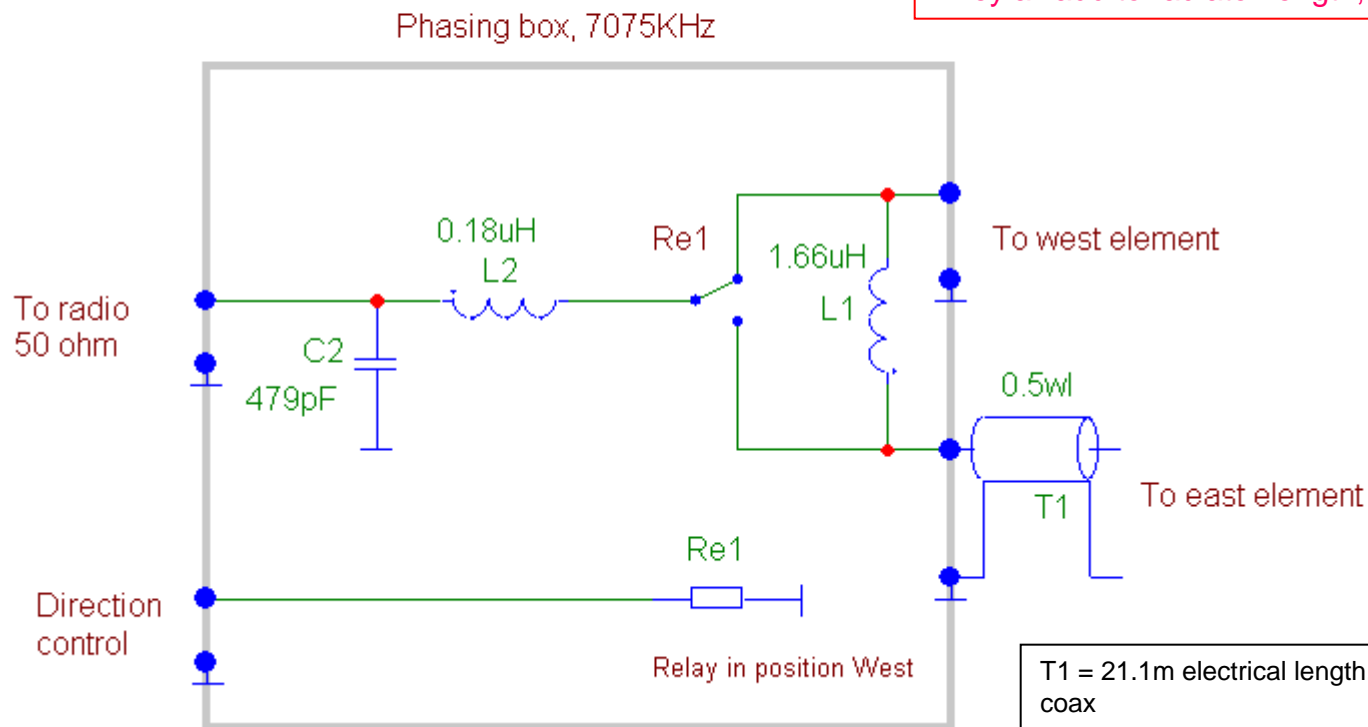 Phasing box, 7075KHz
0.18uH
L2
Re1
1.66uH
L1
To west element
To radio
50 ohm
C2
479pF
0.5wl
T1
To east element
Re1
Direction
control
Relay in position West
T1 = 21.1m electrical length
coax